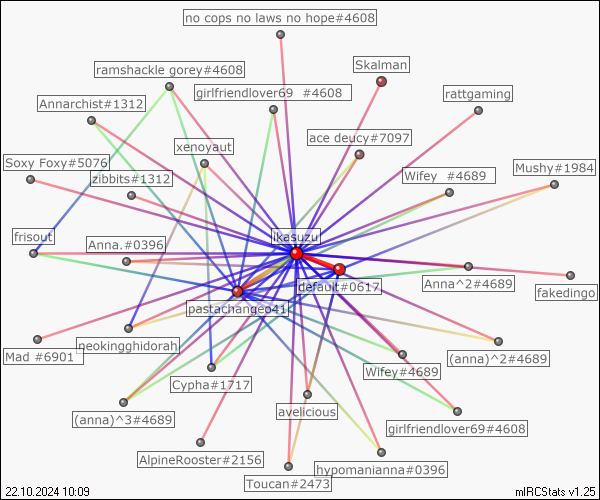 no cops no laws no hope#4608
Skalman
ramshackle gorey#4608
girlfriendlover69 #4608
rattgaming
Annarchist#1312
ace deucy#7097
xenoyaut
Soxy Foxy#5076
zibbits#1312
Wifey #4689
Mushy#1984
frisout
Anna.#0396
ikasuzu
default#0617
Anna^2#4689
fakedingo
pastachangeo41
Mad #6901
neokingghidorah
(anna)^2#4689
Cypha#1717
Wifey#4689
(anna)^3#4689
avelicious
girlfriendlover69#4608
AlpineRooster#2156
hypomanianna#0396
Toucan#2473
22.10.2024 10:09
mIRCStats v1.25